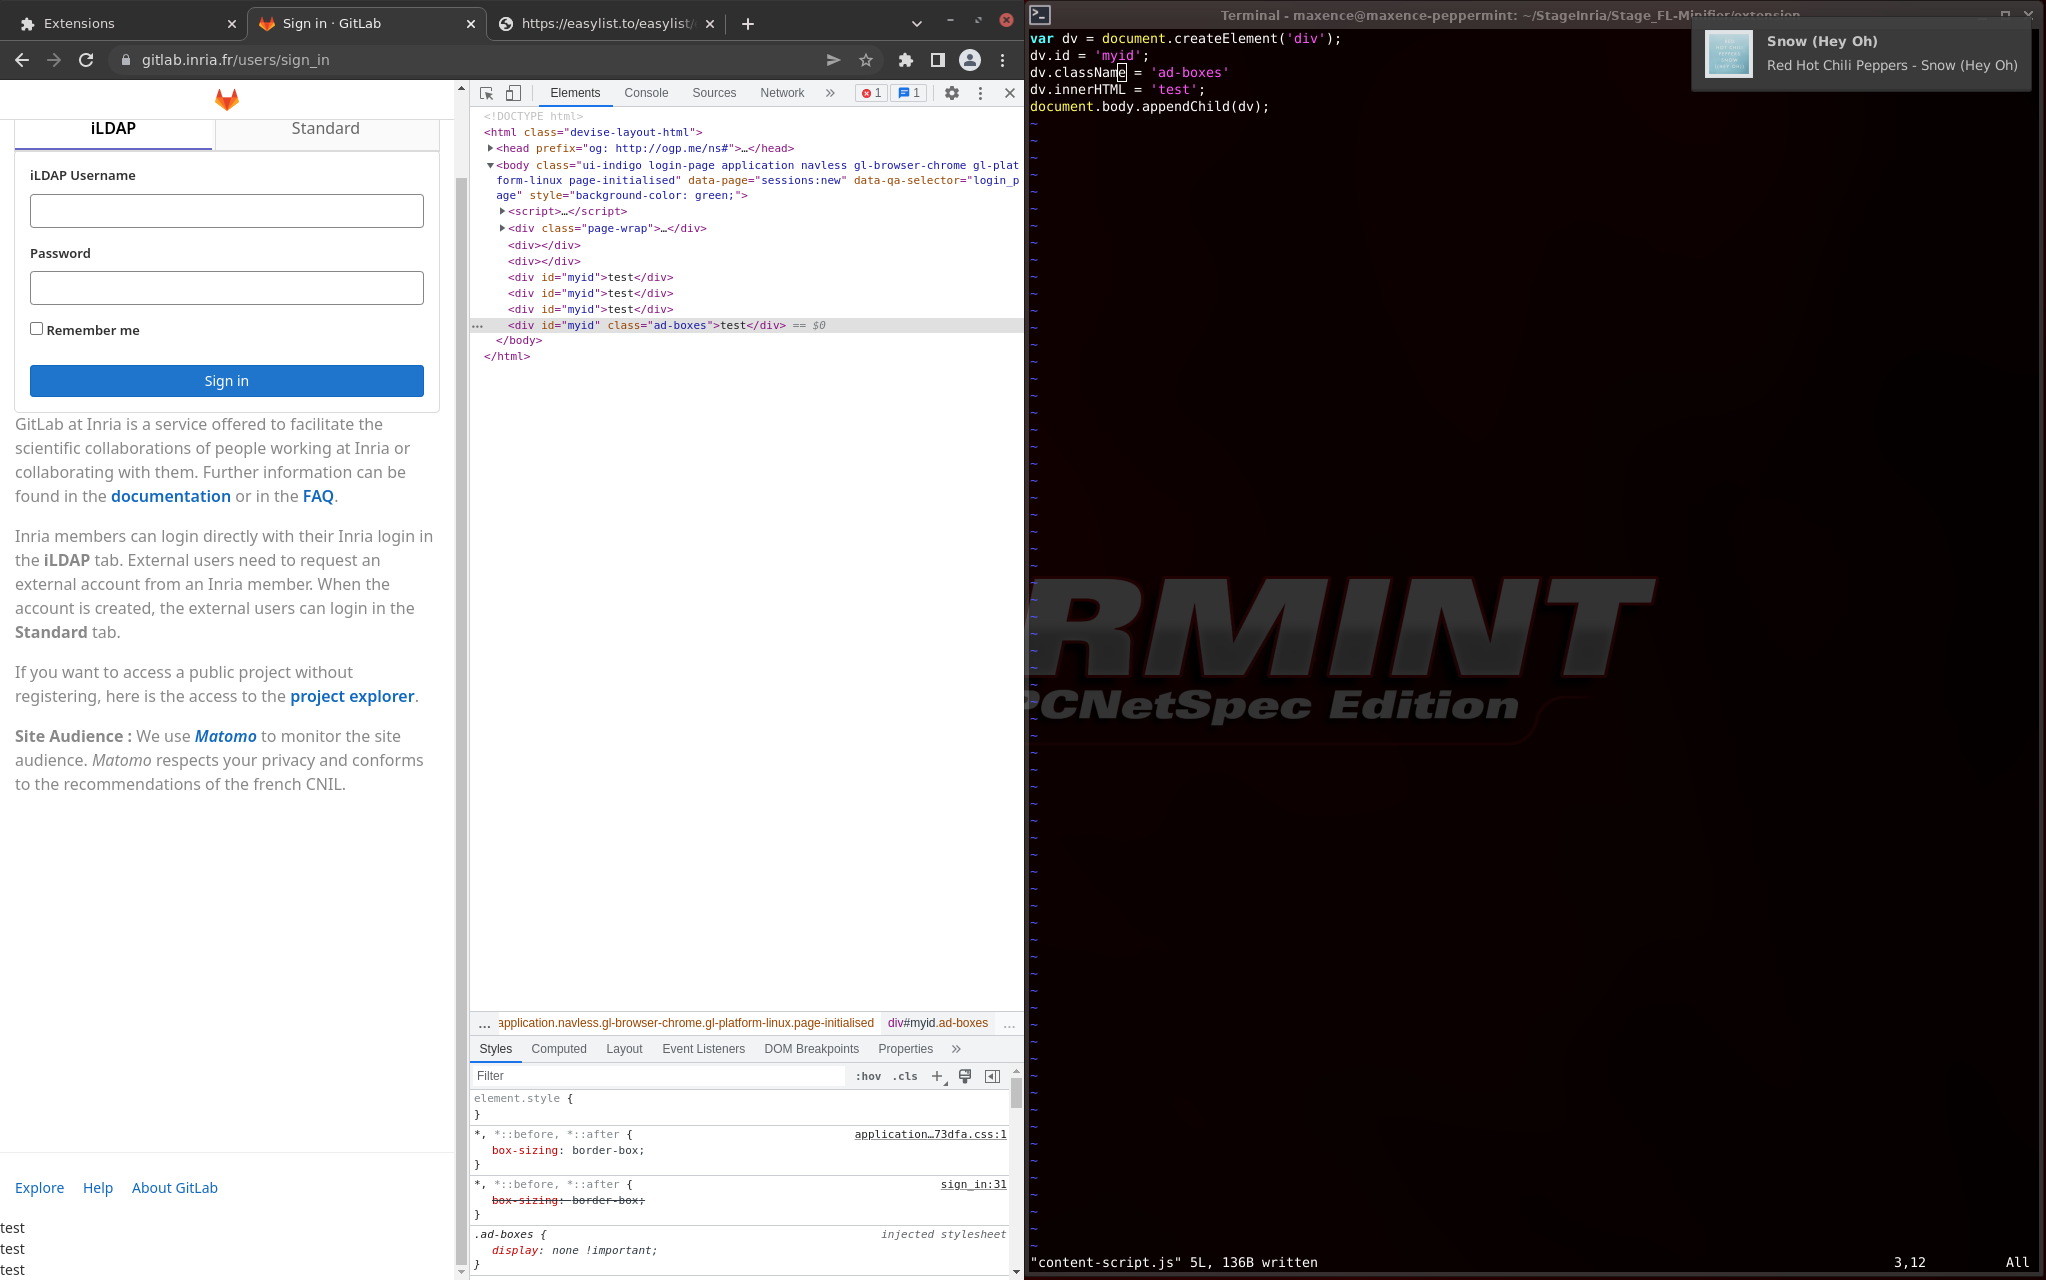 Extensions
Sign in · GitLab
https://easylist.to/easylist/
gitlab.inria.fr/users/sign_in
iLDAP
Standard
iLDAP Username
Password
Remember me
Sign in
GitLab at Inria is a service offered to facilitate the
scientific collaborations of people working at Inria or
collaborating with them. Further information can be
found in the documentation or in the FAQ.
Inria members can login directly with their Inria login in
the iLDAP tab. External users need to request an
external account from an Inria member. When the
account is created, the external users can login in the
Standard tab.
If you want to access a public project without
registering, here is the access to the project explorer.
Site Audience : We use Matomo to monitor the site
audience. Matomo respects your privacy and conforms
to the recommendations of the french CNIL.
Explore Help About GitLab
test
test
test
Elements Console Sources Network » 1 1
<!DOCTYPE html>
<html class="devise-layout-html">
<head prefix="og: http://ogp.me/ns#">…</head>
<body class="ui-indigo login-page application navless gl-browser-chrome gl-plat
form-linux page-initialised" data-page="sessions:new" data-qa-selector="login_p
age" style="background-color: green;">
<script>…</script>
<div class="page-wrap">…</div>
<div></div>
<div></div>
<div id="myid">test</div>
<div id="myid">test</div>
<div id="myid">test</div>
… <div id="myid" class="ad-boxes">test</div> == $0
</body>
</html>
… application.navless.gl-browser-chrome.gl-platform-linux.page-initialised div#myid.ad-boxes …
Styles Computed Layout Event Listeners DOM Breakpoints Properties »
Filter :hov .cls +
element.style {
}
*, *::before, *::after { application…73dfa.css:1
box-sizing: border-box;
}
*, *::before, *::after { sign_in:31
box-sizing: border-box;
}
.ad-boxes { injected stylesheet
display: none !important;
}
Terminal - maxence@maxence-peppermint: ~/StageInria/Stage_FL-Minifier/extension
Snow (Hey Oh)
Red Hot Chili Peppers - Snow (Hey Oh)
var dv = document.createElement('div');
dv.id = 'myid';
dv.className = 'ad-boxes'
dv.innerHTML = 'test';
document.body.appendChild(dv);
RMINT
PCNetSpec Edition
"content-script.js" 5L, 136B written 3,12 All